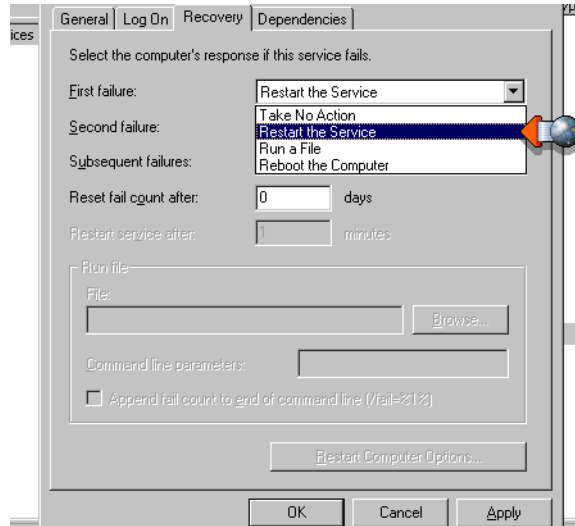 General Log On Recovery Dependencies
ices
Select the computer's response if this service fails.
First failure: Restart the Service
Take No Action
Second failure: Restart the Service
Run a File
Subsequent failures: Reboot the Computer
Reset fail count after: 0 days
Restart service after: 1 minutes
Run file
File:
Browse...
Command line parameters:
Append fail count to end of command line (/fail=%1%)
Restart Computer Options...
OK Cancel Apply